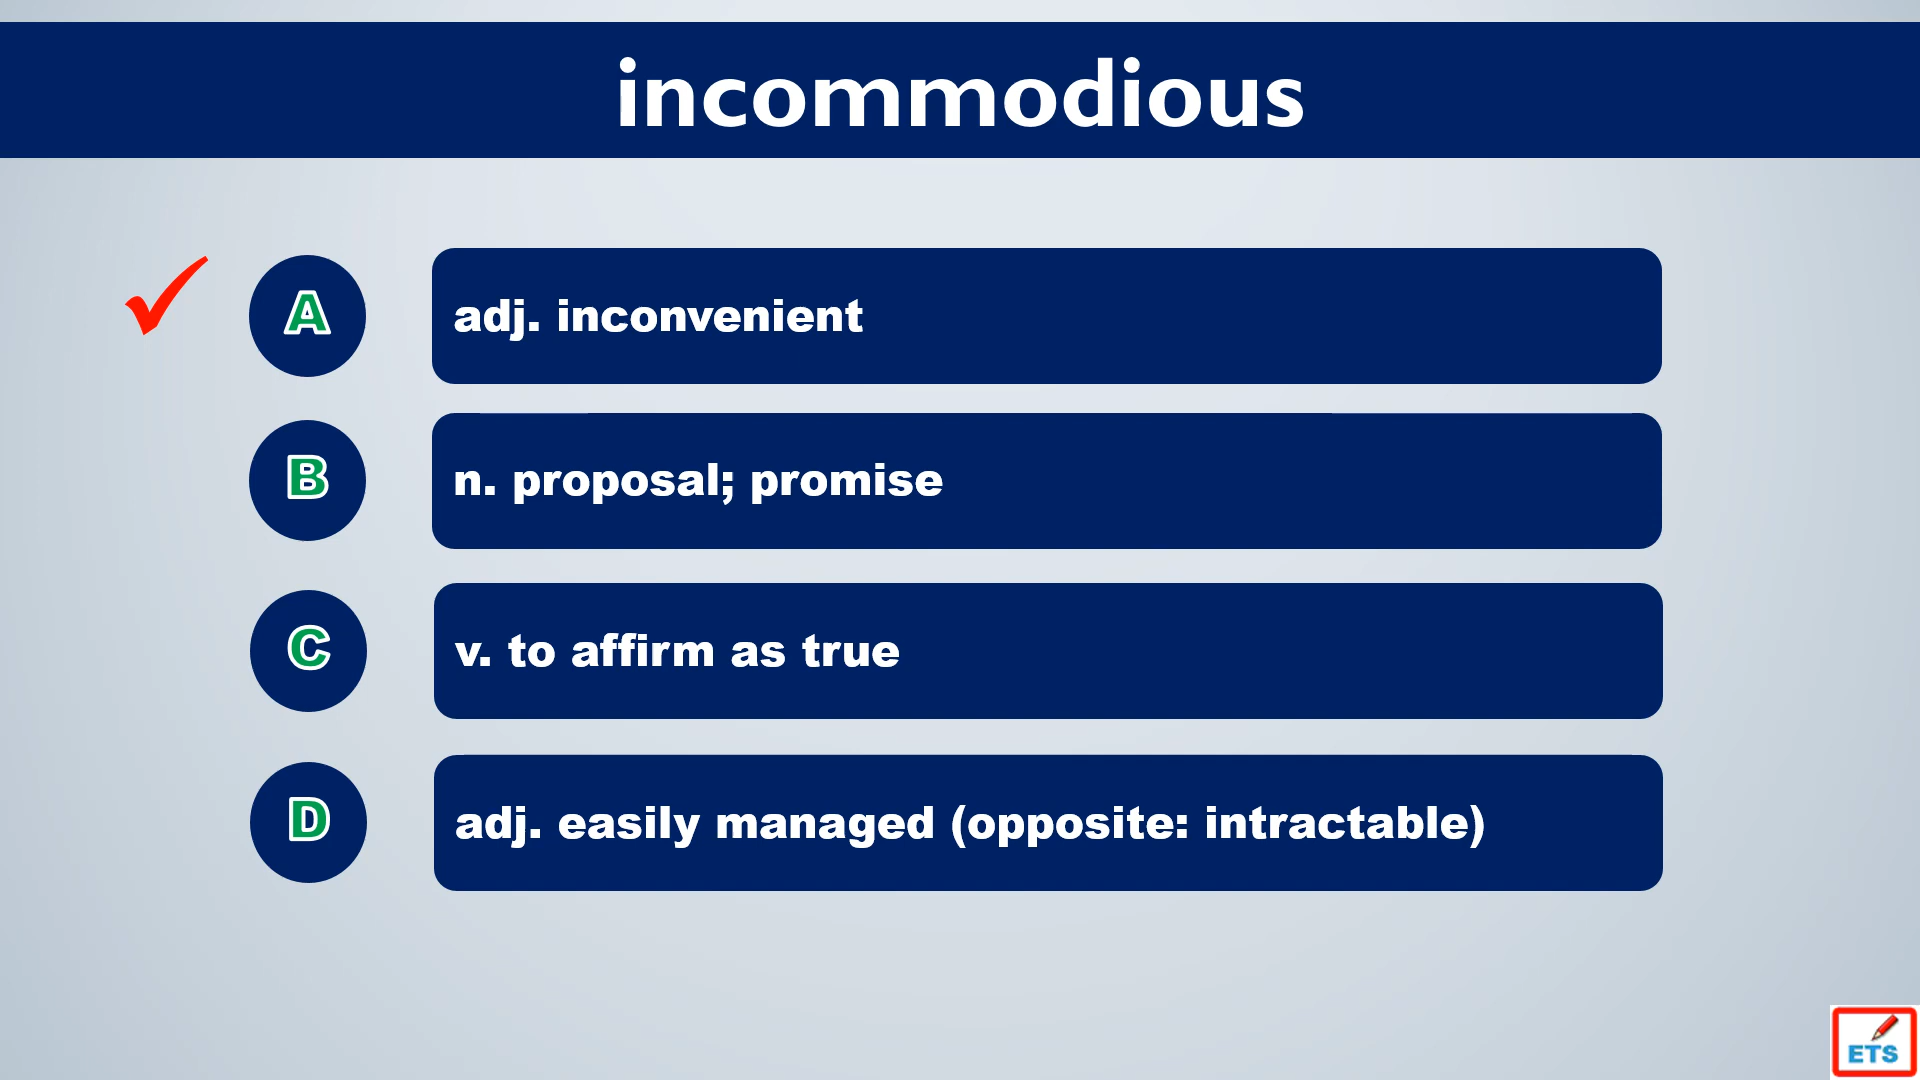 incommodious
A
adj. inconvenient
B
n. proposal; promise
C
v. to affirm as true
D
adj. easily managed (opposite: intractable)
ETS